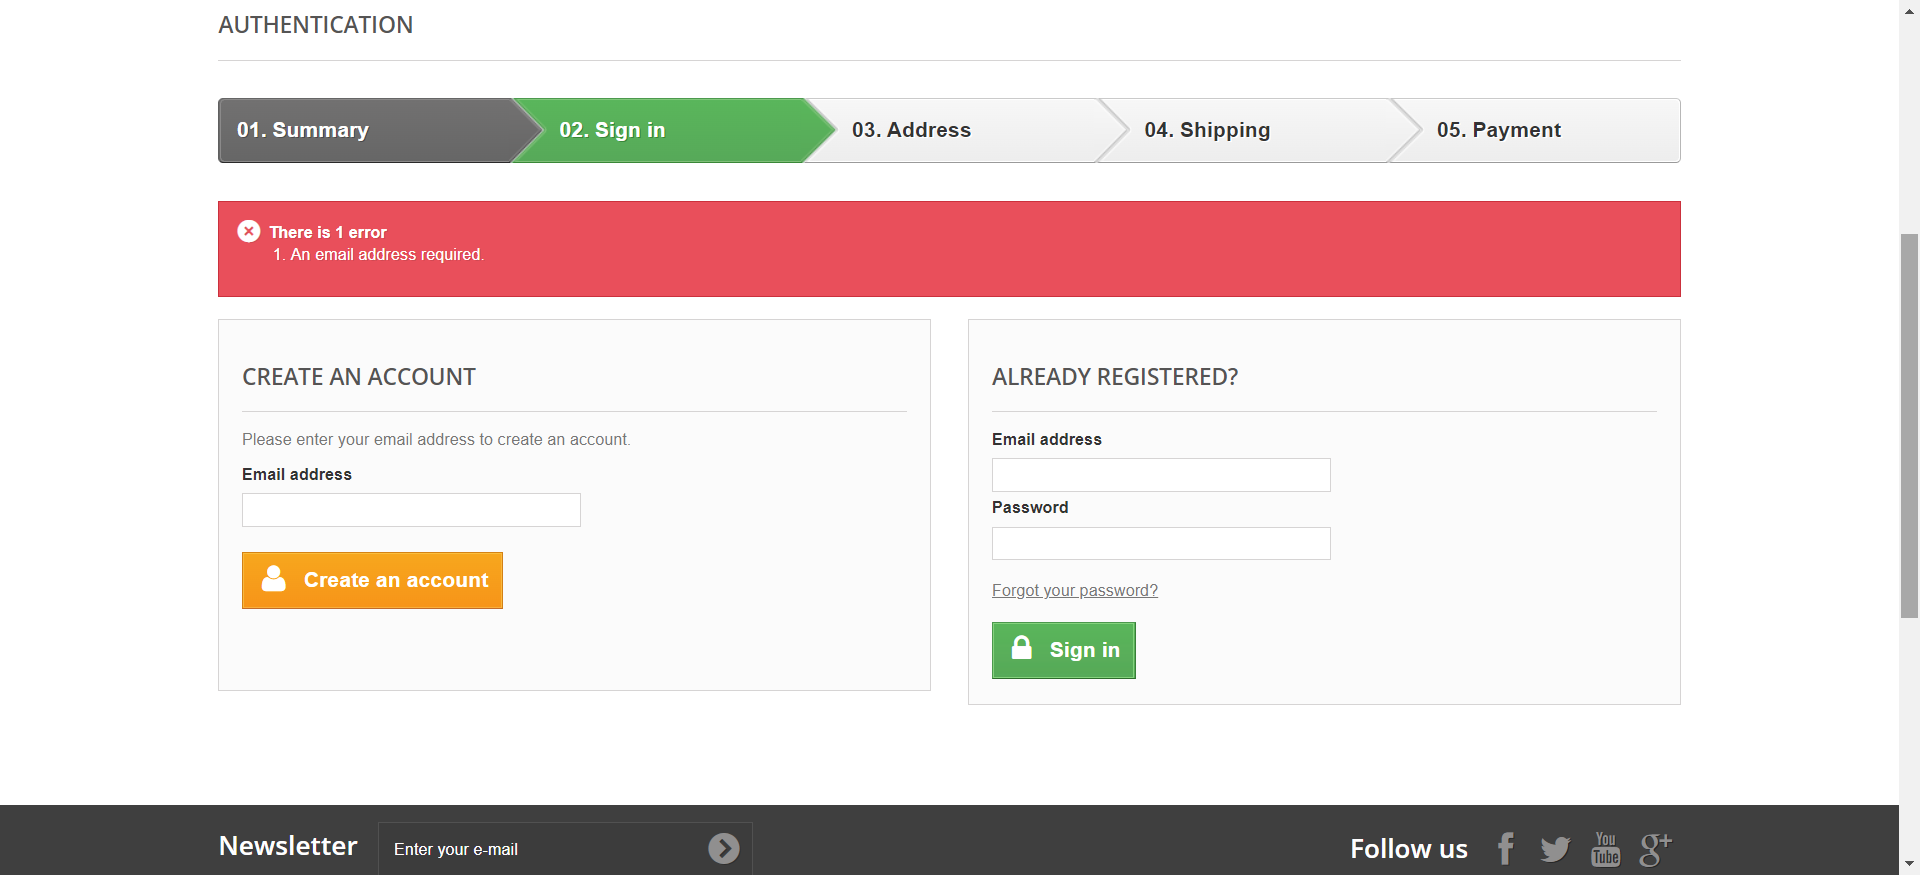 AUTHENTICATION
01. Summary
02. Sign in
03. Address
04. Shipping
05. Payment
There is 1 error
1. An email address required.
CREATE AN ACCOUNT
Please enter your email address to create an account.
Email address
Create an account
ALREADY REGISTERED?
Email address
Password
Forgot your password?
Sign in
Newsletter
Enter your e-mail
Follow us
You
Tube
g+